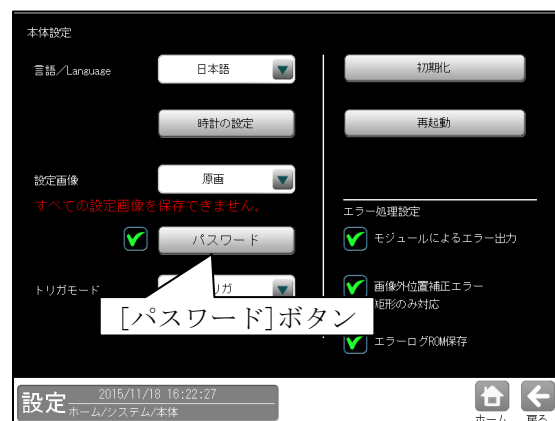 本体設定
言語/Language
日本語
初期化
時計の設定
再起動
設定画像
原画
すべての設定画像を保存できません。
エラー処理設定
パスワード
モジュールによるエラー出力
トリガモード
リガ
画像外位置補正エラー
矩形のみ対応
[パスワード]ボタン
エラーログROM保存
設定
2015/11/18 16:22:27
ホーム/システム/本体
ホーム
戻る